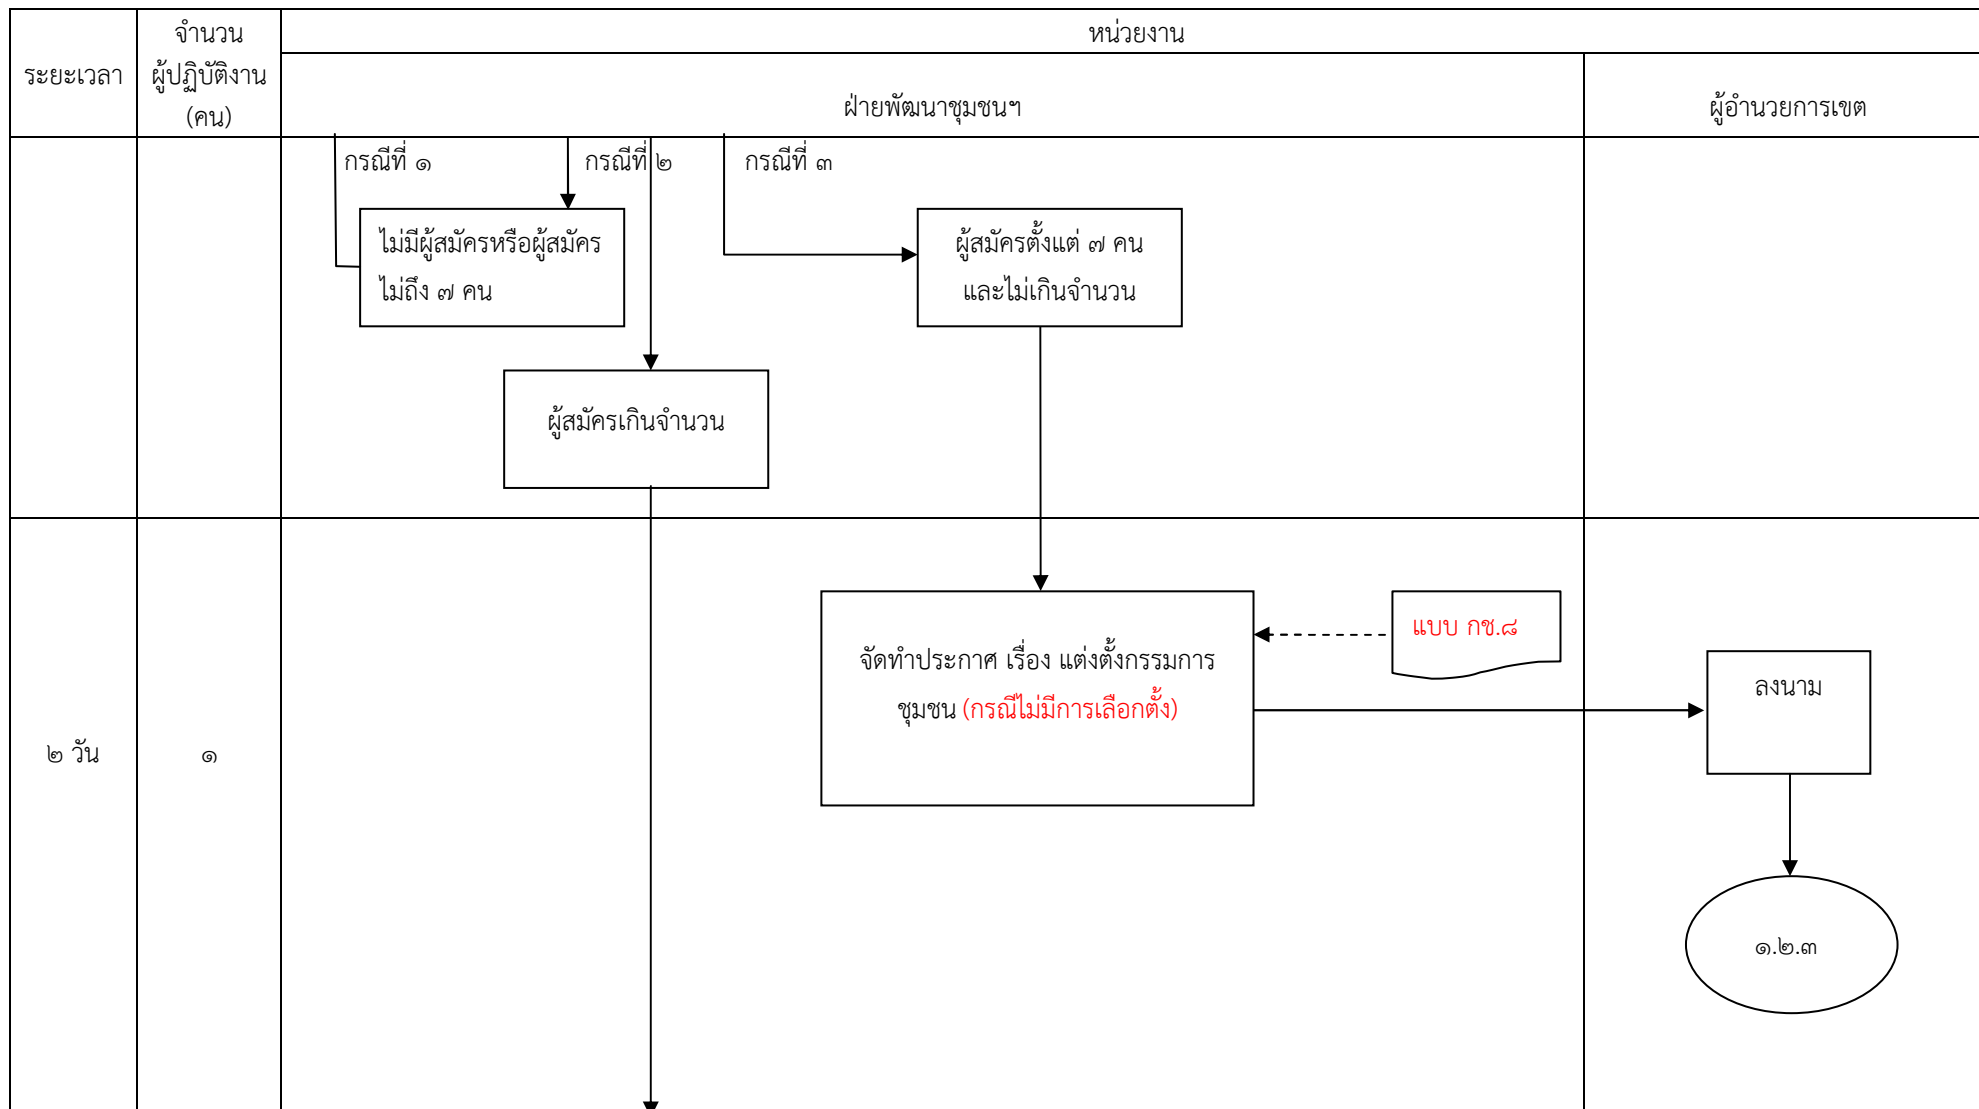 ระยะเวลา
จำนวน
ผู้ปฏิบัติงาน
(คน)
หน่วยงาน
ฝ่ายพัฒนาชุมชนฯ
ผู้อำนวยการเขต
กรณีที่ ๑
กรณีที่ ๒
กรณีที่ ๓
ไม่มีผู้สมัครหรือผู้สมัคร
ไม่ถึง ๗ คน
ผู้สมัครตั้งแต่ ๗ คน
และไม่เกินจำนวน
ผู้สมัครเกินจำนวน
๒ วัน
๑
จัดทำประกาศ เรื่อง แต่งตั้งกรรมการ
ชุมชน (กรณีไม่มีการเลือกตั้ง)
แบบ กช.๘
ลงนาม
๑.๒.๓